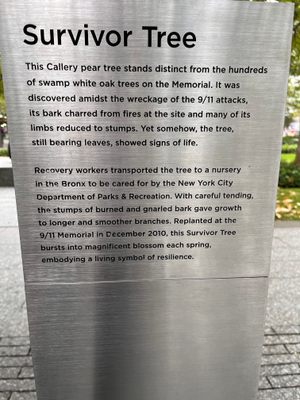 Survivor Tree
This Callery pear tree stands distinct from the hundreds
of swamp white oak trees on the Memorial. It was
discovered amidst the wreckage of the 9/11 attacks,
its bark charred from fires at the site and many of its
limbs reduced to stumps. Yet somehow, the tree,
still bearing leaves, showed signs of life.
Recovery workers transported the tree to a nursery
in the Bronx to be cared for by the New York City
Department of Parks & Recreation. With careful tending,
the stumps of burned and gnarled bark gave growth
to longer and smoother branches. Replanted at the
9/11 Memorial in December 2010, this Survivor Tree
bursts into magnificent blossom each spring,
embodying a living symbol of resilience.